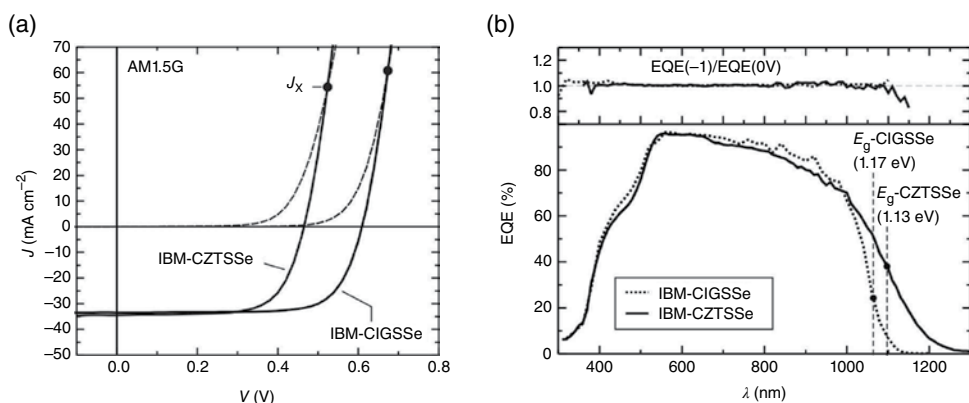 (a)
70
60
50
40
30
20
10
0
−10
−20
−30
−40
−50
J (mA cm−2)
AM1.5G
JX
IBM-CZTSSe
IBM-CIGSSe
0.0
0.2
0.4
0.6
0.8
V (V)
(b)
EQE(−1)/EQE(0V)
1.2
1.0
0.8
80
60
40
20
0
EQE (%)
Eg-CIGSSe
(1.17 eV)
Eg-CZTSSe
(1.13 eV)
IBM-CIGSSe
IBM-CZTSSe
400
600
800
1000
1200
λ (nm)